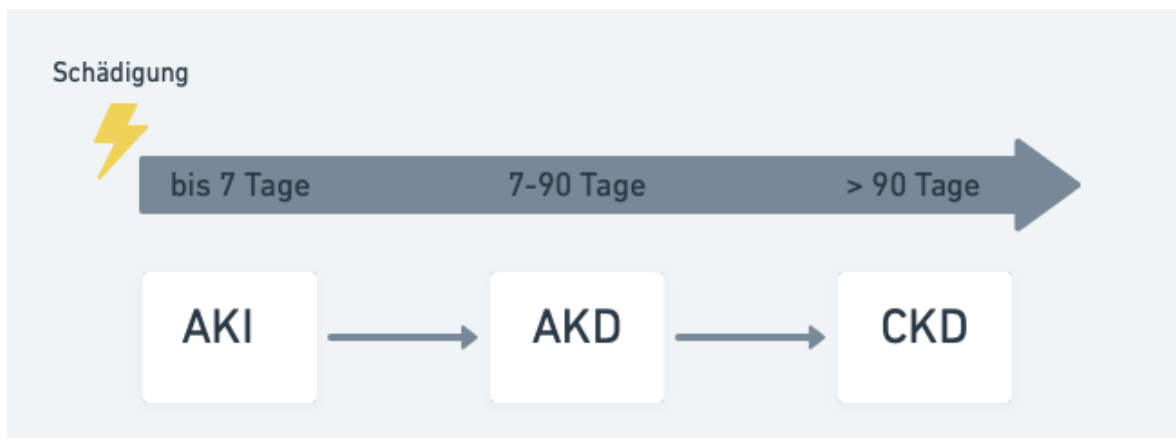 Schädigung
bis 7 Tage
7-90 Tage
> 90 Tage
AKI
AKD
CKD